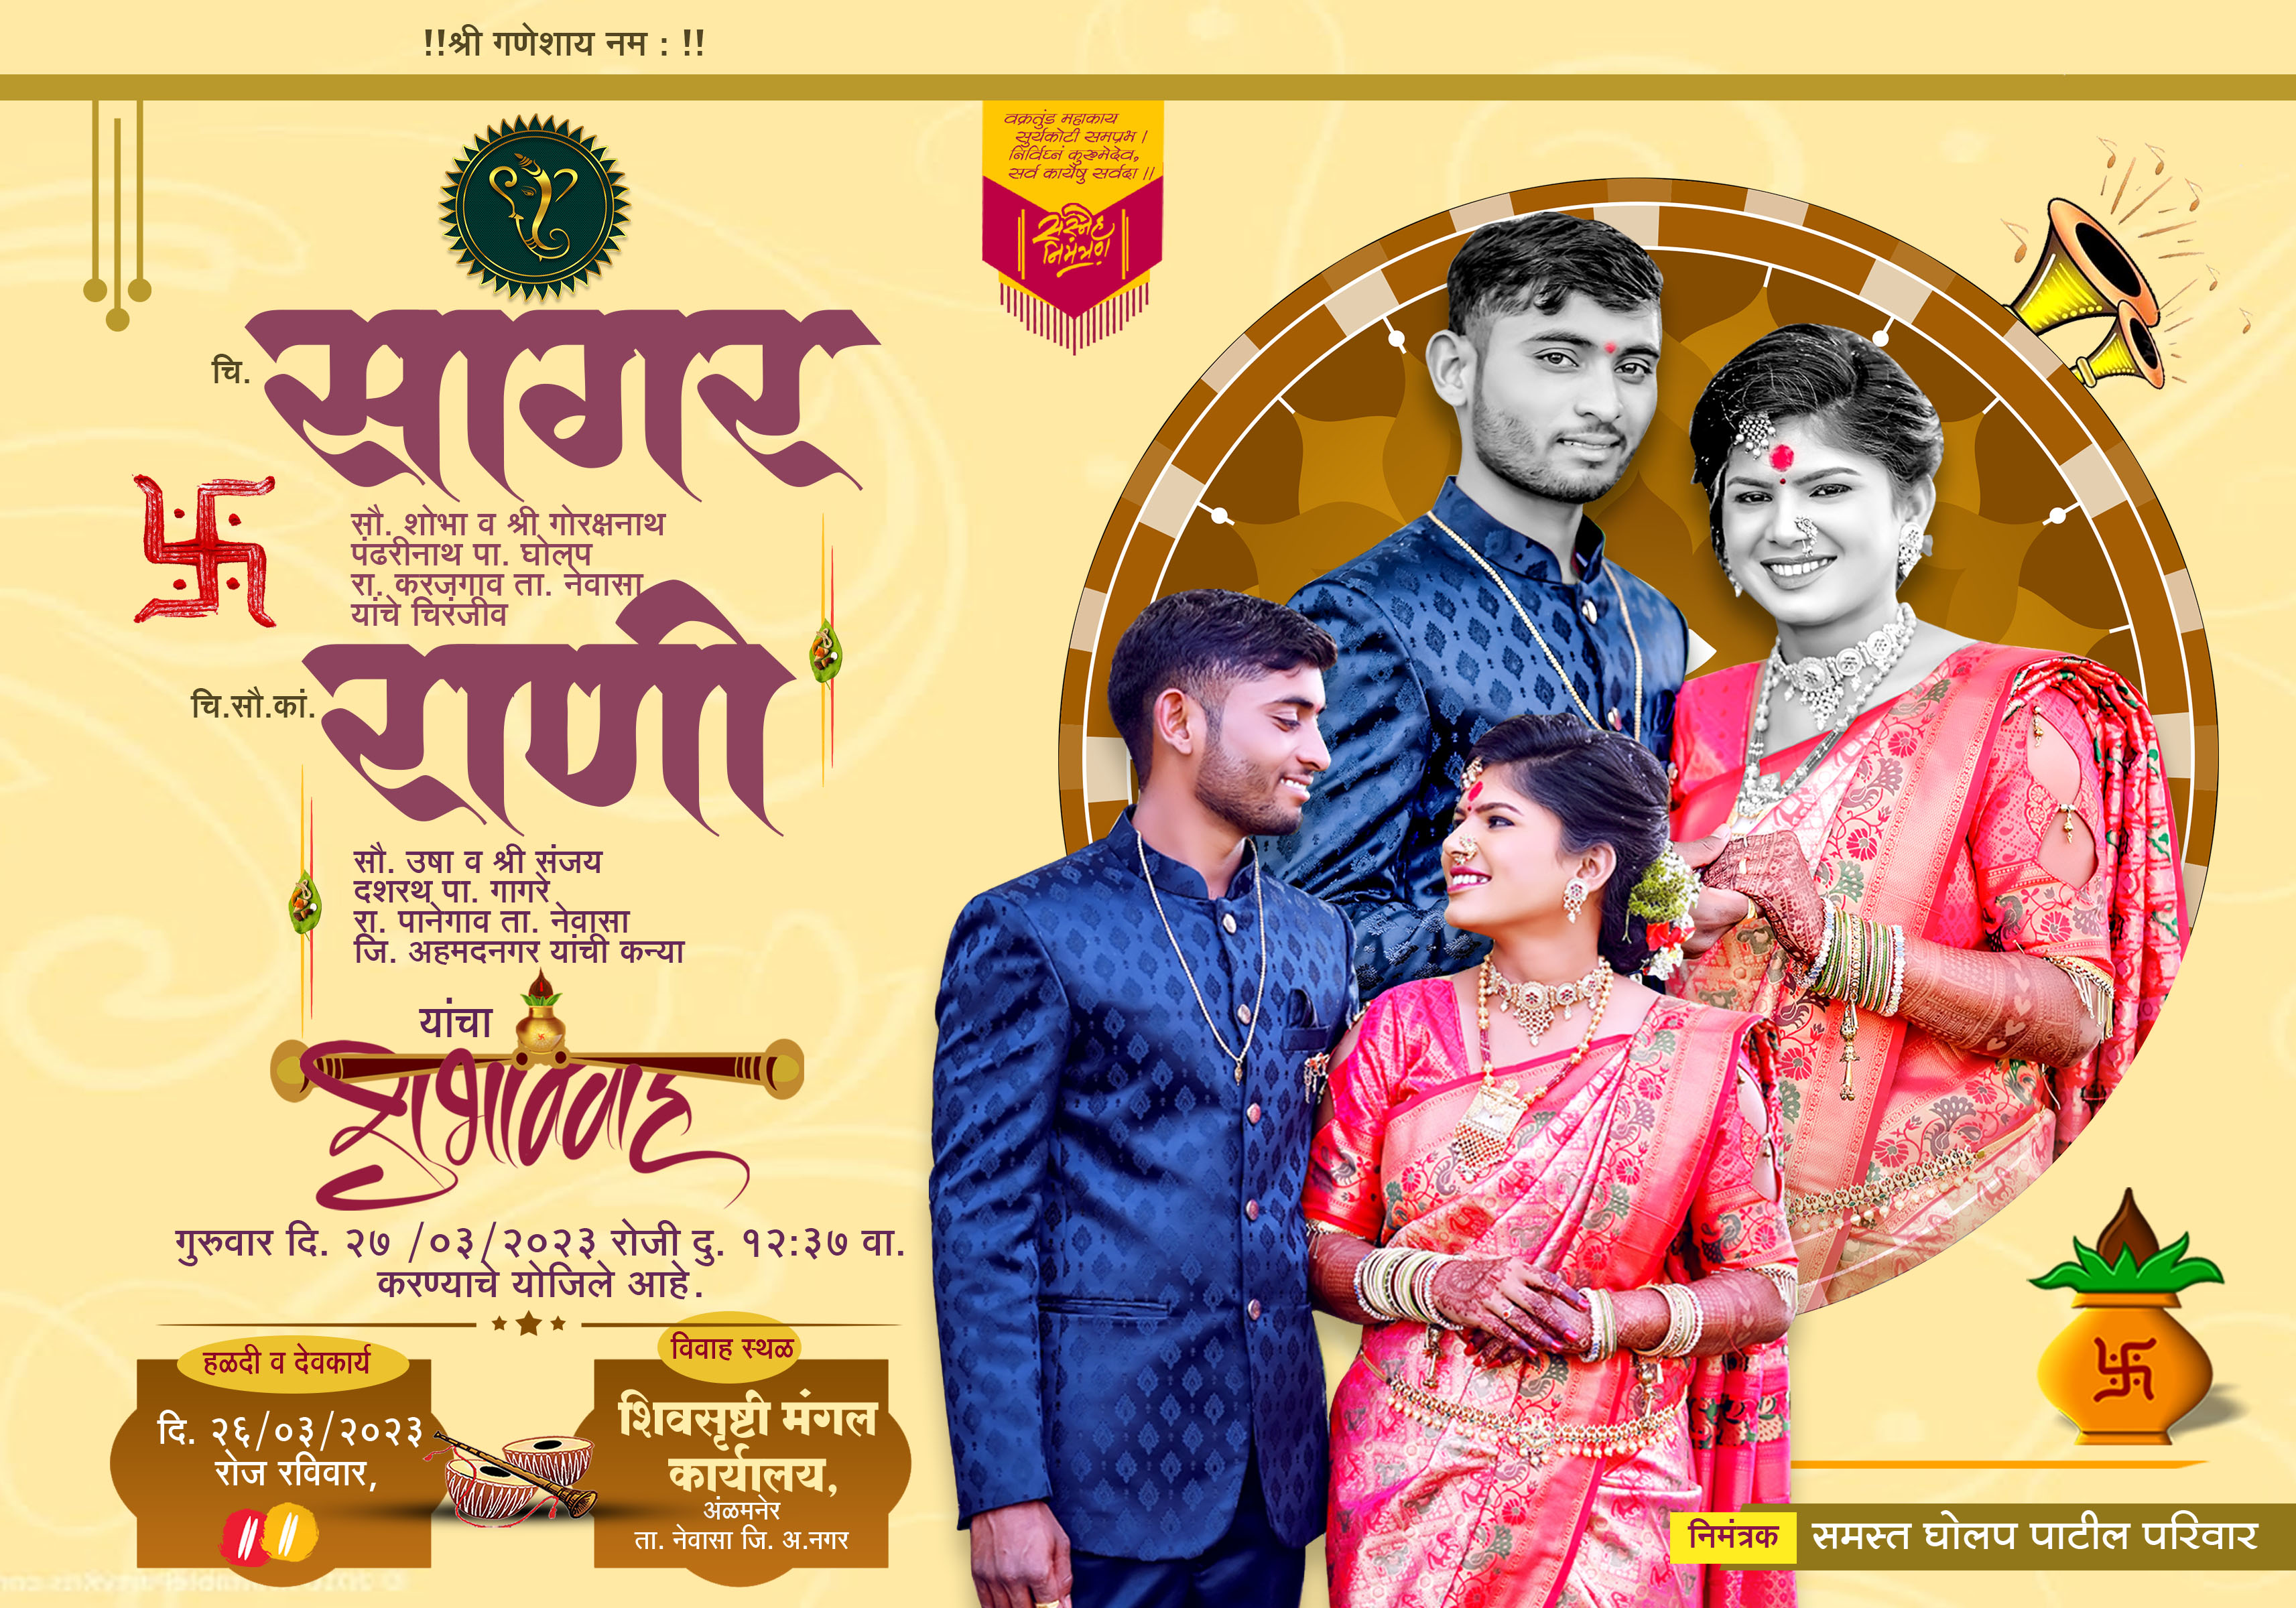 !!श्री गणेशाय नम : !!
वक्रतुंड महाकाय
सुर्यकोटी समप्रभ ।
निर्विघ्नं कुरूमेदेव,
सर्व कार्येषु सर्वदा ।।
सस्नेह
निमंत्रण
चि.
सागर
सौ. शोभा व श्री गोरक्षनाथ
पंढरीनाथ पा. घोलप
रा. करजगाव ता. नेवासा
यांचे चिरंजीव
चि.सौ.कां.
राणी
सौ. उषा व श्री संजय
दशरथ पा. गागरे
रा. पानेगाव ता. नेवासा
जि. अहमदनगर यांची कन्या
यांचा
शुभविवाह
गुरुवार दि. २७ /०३/२०२३ रोजी दु. १२:३७ वा.
करण्याचे योजिले आहे.
हळदी व देवकार्य
दि. २६/०३/२०२३
रोज रविवार,
विवाह स्थळ
शिवसृष्टी मंगल
कार्यालय,
अंळमनेर
ता. नेवासा जि. अ.नगर
निमंत्रक
समस्त घोलप पाटील परिवार